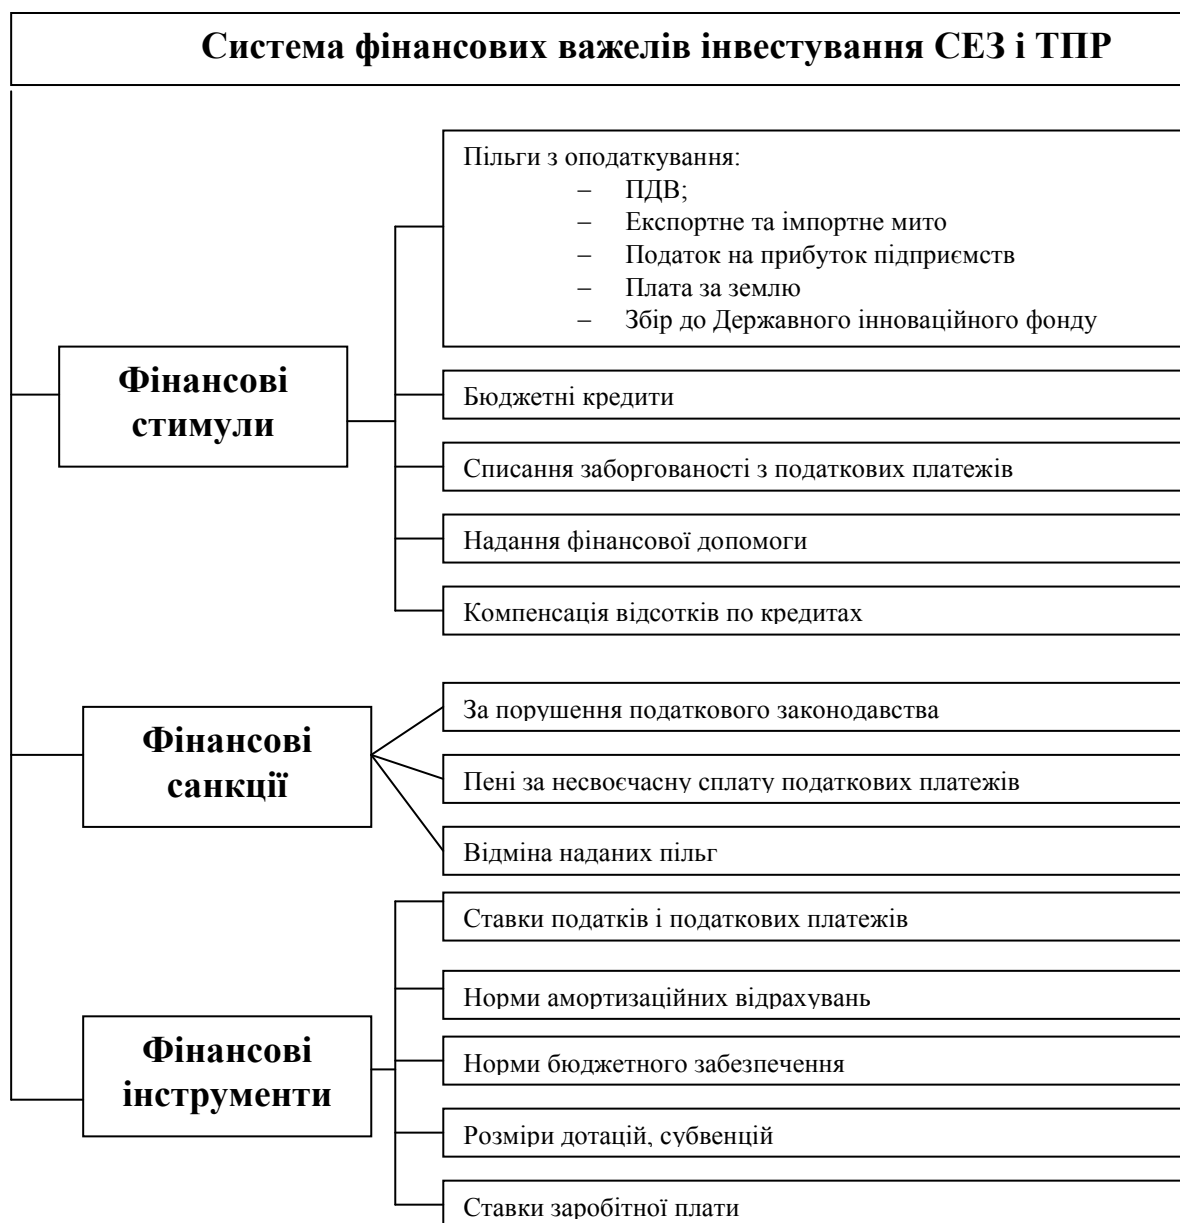 Система фінансових важелів інвестування СЕЗ і ТПР
Пільги з оподаткування:
– ПДВ;
– Експортне та імпортне мито
– Податок на прибуток підприємств
– Плата за землю
– Збір до Державного інноваційного фонду
Фінансові
стимули
Бюджетні кредити
Списання заборгованості з податкових платежів
Надання фінансової допомоги
Компенсація відсотків по кредитах
Фінансові
санкції
За порушення податкового законодавства
Пені за несвоєчасну сплату податкових платежів
Відміна наданих пільг
Фінансові
інструменти
Ставки податків і податкових платежів
Норми амортизаційних відрахувань
Норми бюджетного забезпечення
Розміри дотацій, субвенцій
Ставки заробітної плати